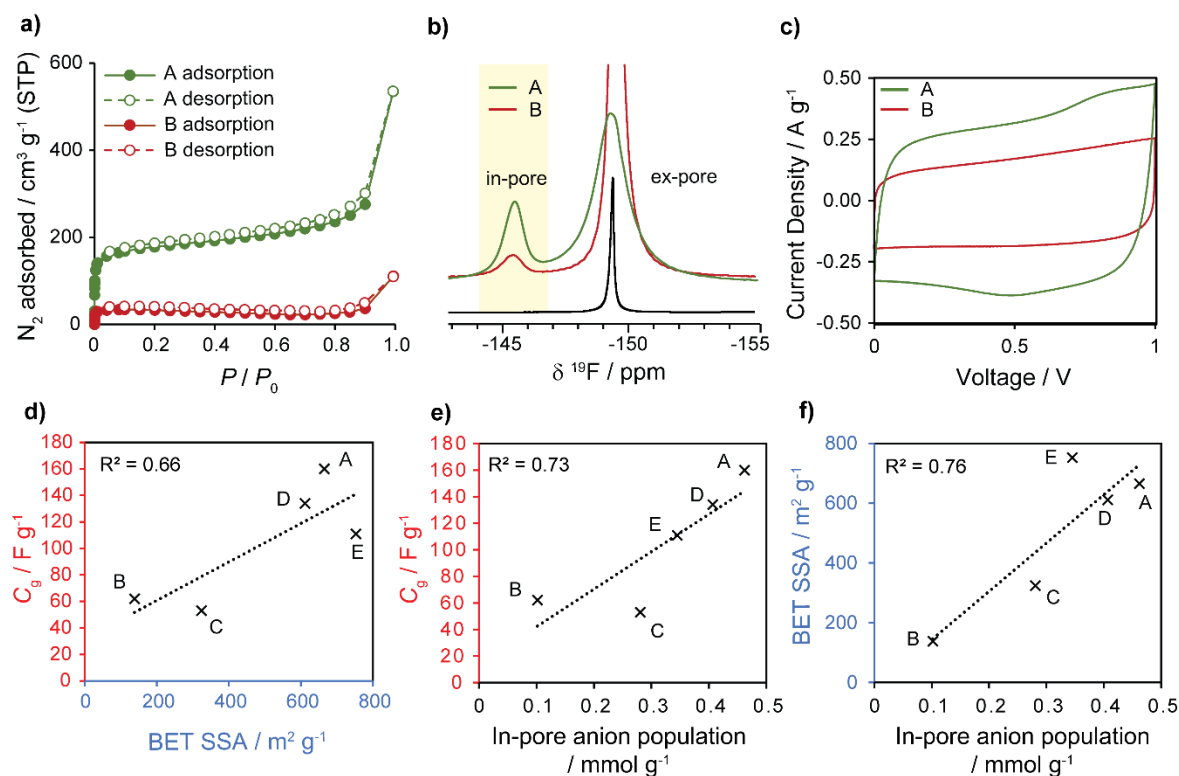 a)
600
400
200
0
N₂ adsorbed / cm³ g⁻¹ (STP)
A adsorption
A desorption
B adsorption
B desorption
0 0.2 0.4 0.6 0.8 1.0
P / P₀
b)
A
B
in-pore
ex-pore
-145 -150 -155
δ ¹⁹F / ppm
c)
0.50
0.25
0.00
-0.25
-0.50
Current Density / A g⁻¹
A
B
0 0.5 1
Voltage / V
d)
180
160
140
120
100
80
60
40
20
0
C_g / F g⁻¹
R² = 0.66
A
D
E
B
C
0 200 400 600 800
BET SSA / m² g⁻¹
e)
180
160
140
120
100
80
60
40
20
0
C_g / F g⁻¹
R² = 0.73
A
D
E
B
C
0 0.1 0.2 0.3 0.4 0.5
In-pore anion population
/ mmol g⁻¹
f)
800
600
400
200
0
BET SSA / m² g⁻¹
R² = 0.76
E
D
A
C
B
0 0.1 0.2 0.3 0.4 0.5
In-pore anion population
/ mmol g⁻¹